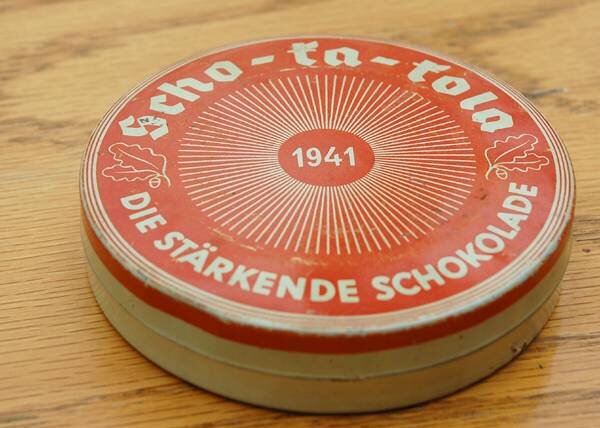 Scho-ka-kola
1941
DIE STÄRKENDE SCHOKOLADE